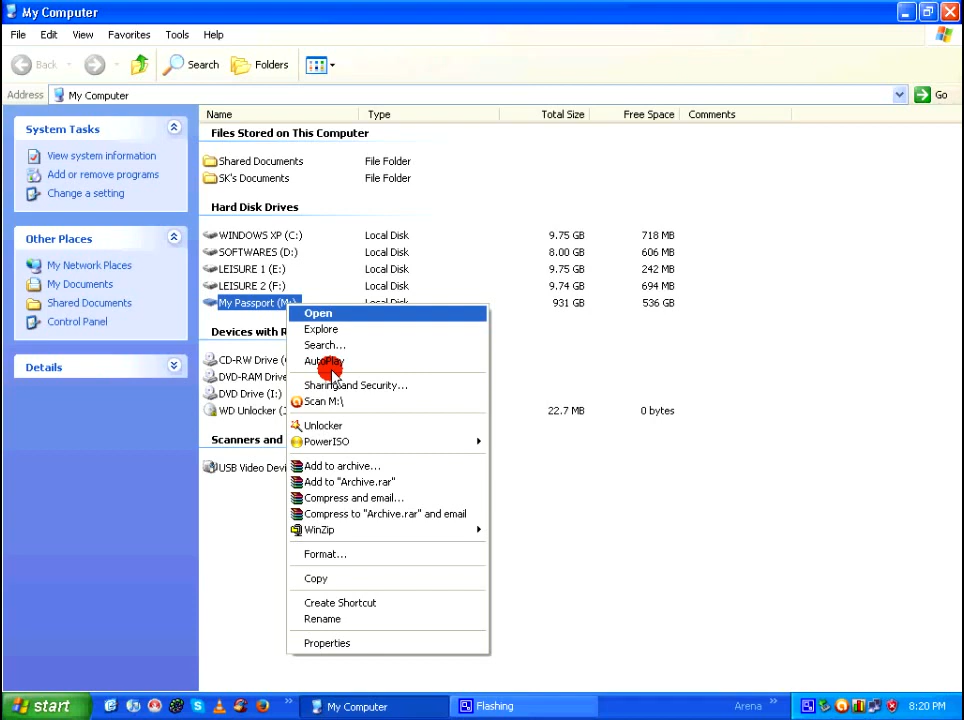 My Computer
File Edit View Favorites Tools Help
Back Search Folders
Address My Computer Go
Name Type Total Size Free Space Comments
System Tasks
View system information
Add or remove programs
Change a setting
Other Places
My Network Places
My Documents
Shared Documents
Control Panel
Details
Files Stored on This Computer
Shared Documents File Folder
SK's Documents File Folder
Hard Disk Drives
WINDOWS XP (C:) Local Disk 9.75 GB 718 MB
SOFTWARES (D:) Local Disk 8.00 GB 606 MB
LEISURE 1 (E:) Local Disk 9.75 GB 242 MB
LEISURE 2 (F:) Local Disk 9.74 GB 694 MB
My Passport (M:) Local Disk 931 GB 536 GB
Devices with R
CD-RW Drive (
DVD-RAM Drive
DVD Drive (I:)
WD Unlocker ( 22.7 MB 0 bytes
Scanners and
USB Video Devi
Open
Explore
Search...
AutoPlay
Sharing and Security...
Scan M:\
Unlocker
PowerISO
Add to archive...
Add to "Archive.rar"
Compress and email...
Compress to "Archive.rar" and email
WinZip
Format...
Copy
Create Shortcut
Rename
Properties
start My Computer Flashing Arena 8:20 PM